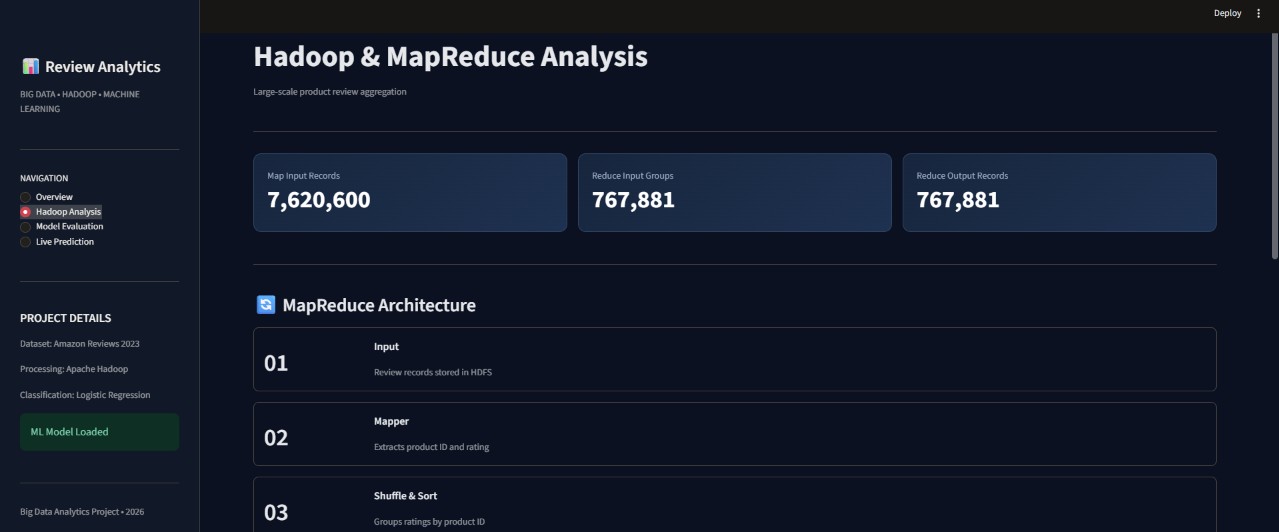 Deploy
Review Analytics
BIG DATA • HADOOP • MACHINE
LEARNING
NAVIGATION
Overview
Hadoop Analysis
Model Evaluation
Live Prediction
PROJECT DETAILS
Dataset: Amazon Reviews 2023
Processing: Apache Hadoop
Classification: Logistic Regression
ML Model Loaded
Big Data Analytics Project • 2026
Hadoop & MapReduce Analysis
Large-scale product review aggregation
Map Input Records
7,620,600
Reduce Input Groups
767,881
Reduce Output Records
767,881
MapReduce Architecture
01
Input
Review records stored in HDFS
02
Mapper
Extracts product ID and rating
03
Shuffle & Sort
Groups ratings by product ID